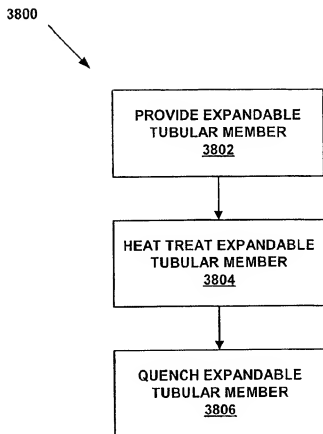 3800
PROVIDE EXPANDABLE
TUBULAR MEMBER
3802
HEAT TREAT EXPANDABLE
TUBULAR MEMBER
3804
QUENCH EXPANDABLE
TUBULAR MEMBER
3806